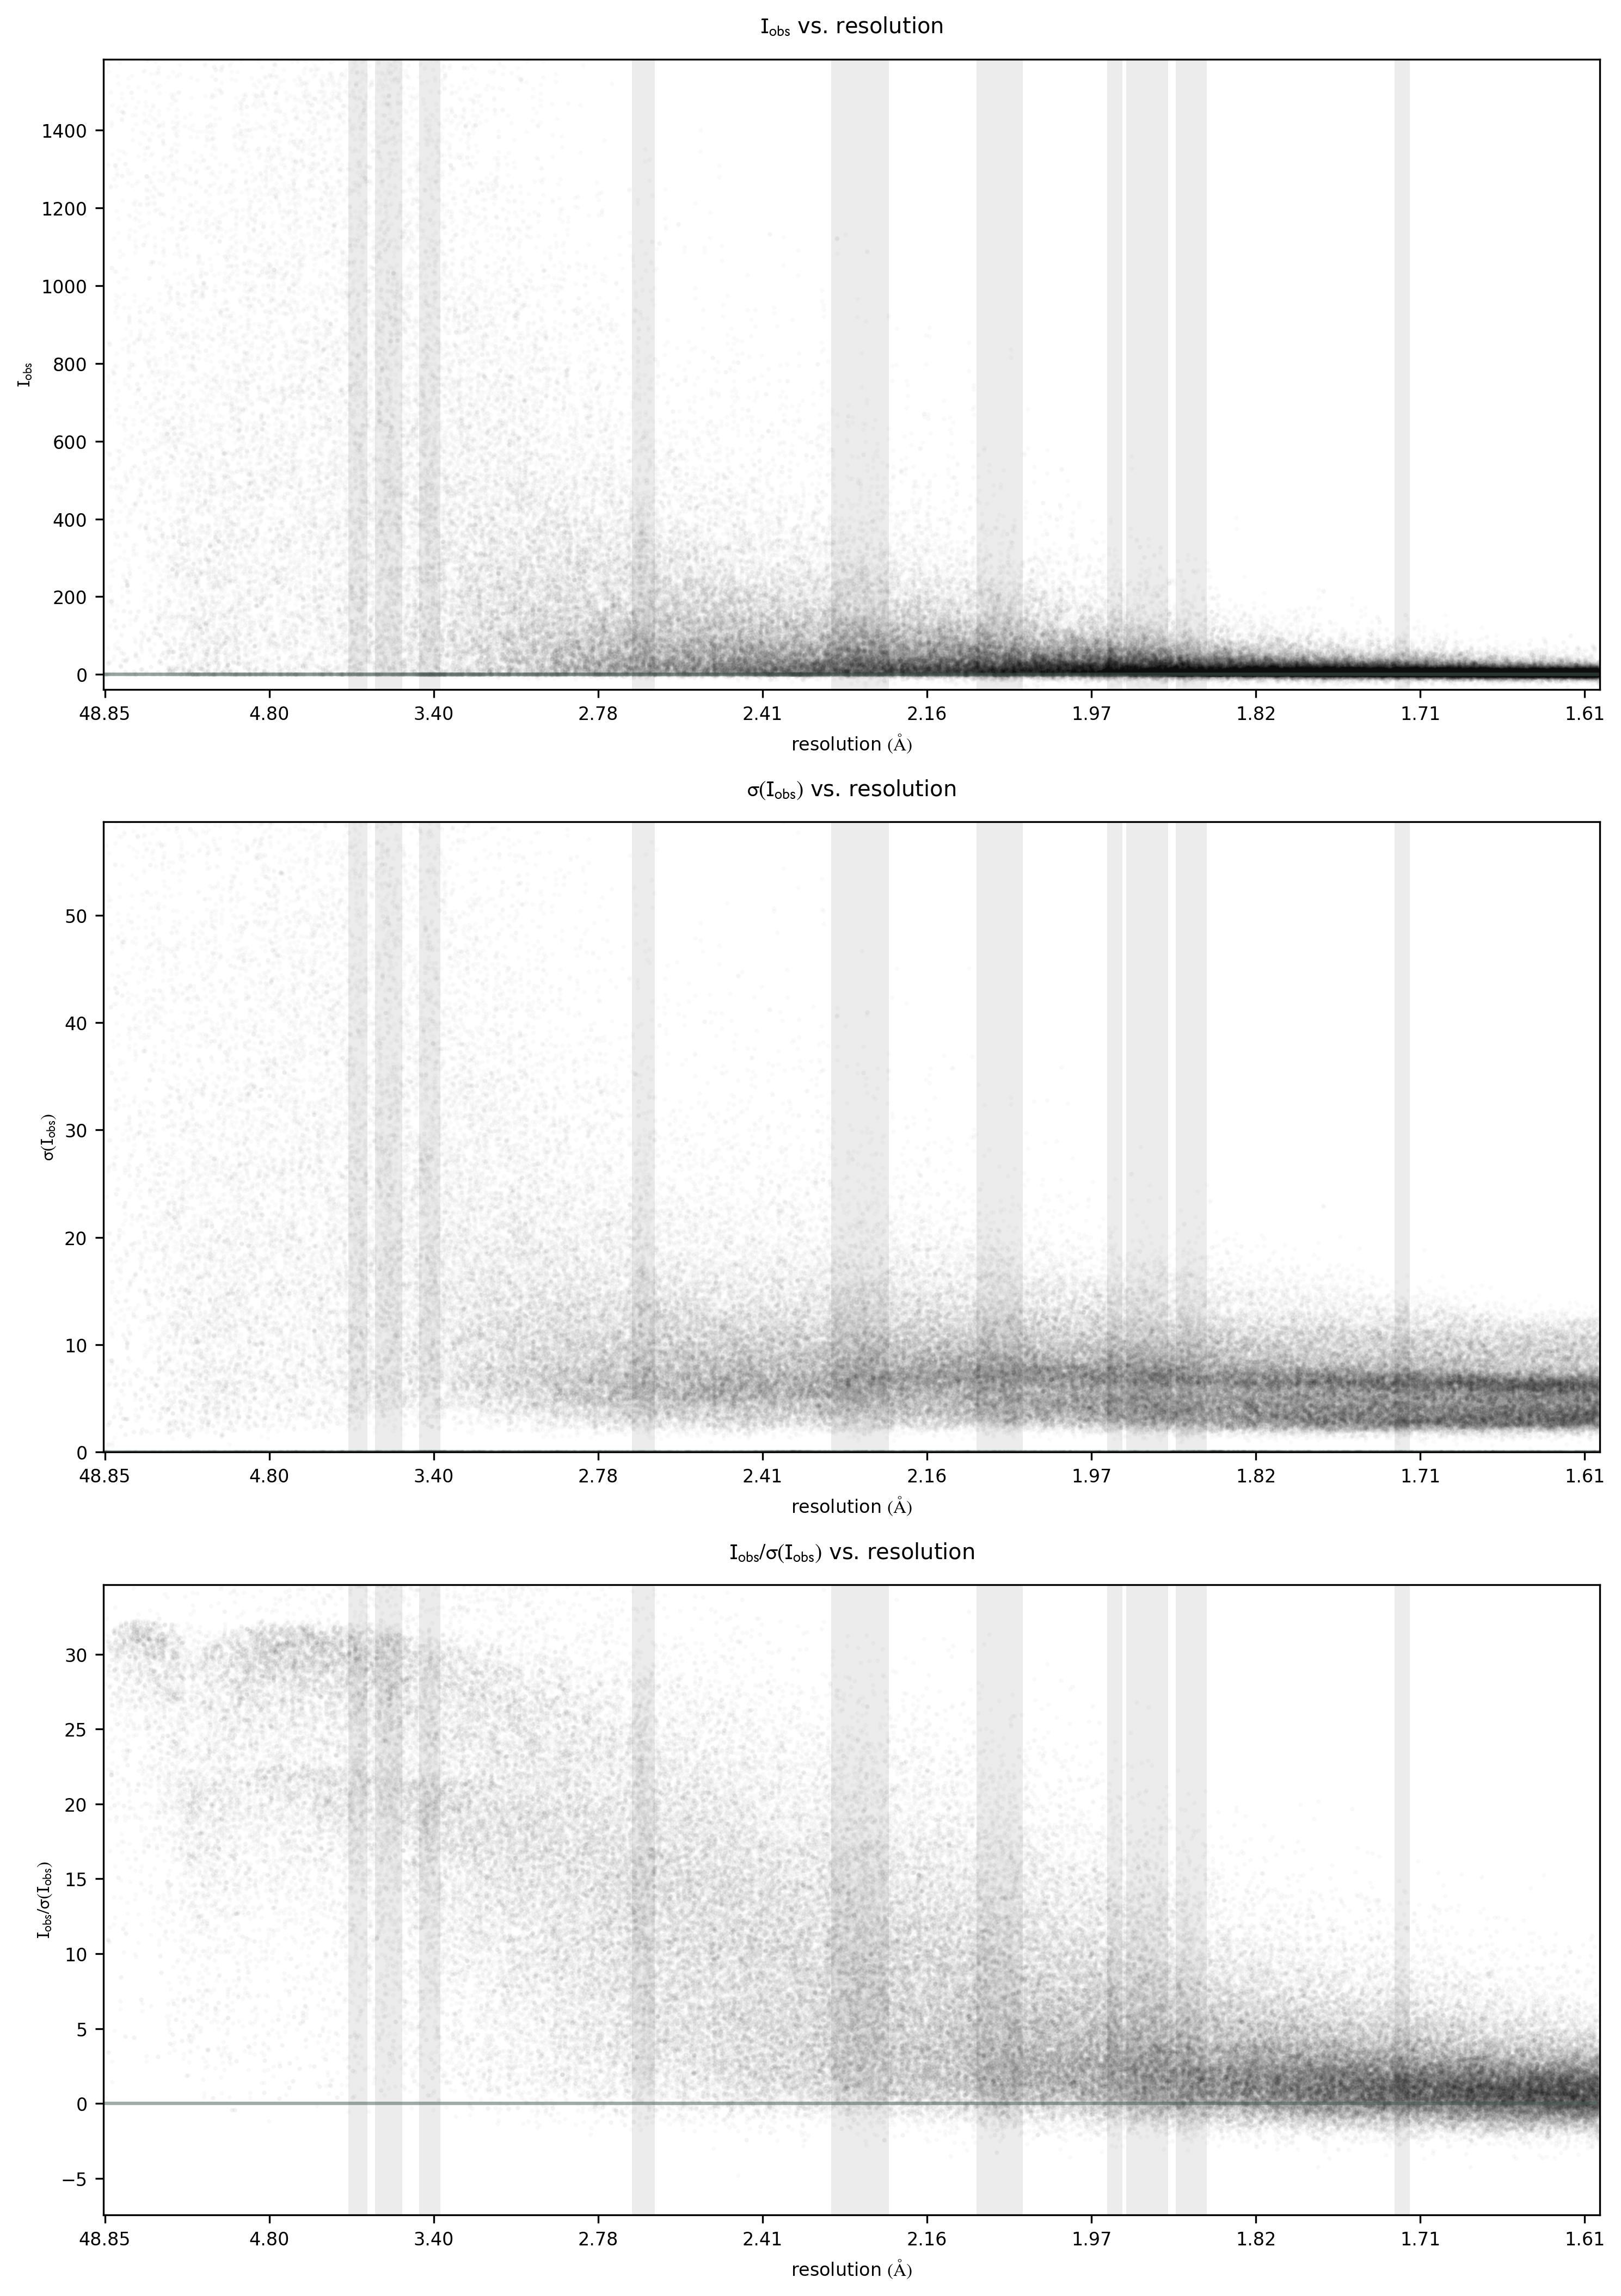 I_obs vs. resolution
1400
1200
1000
800
600
400
200
0
I_obs
48.85 4.80 3.40 2.78 2.41 2.16 1.97 1.82 1.71 1.61
resolution (Å)
σ(I_obs) vs. resolution
50
40
30
20
10
0
σ(I_obs)
48.85 4.80 3.40 2.78 2.41 2.16 1.97 1.82 1.71 1.61
resolution (Å)
I_obs/σ(I_obs) vs. resolution
30
25
20
15
10
5
0
−5
I_obs/σ(I_obs)
48.85 4.80 3.40 2.78 2.41 2.16 1.97 1.82 1.71 1.61
resolution (Å)